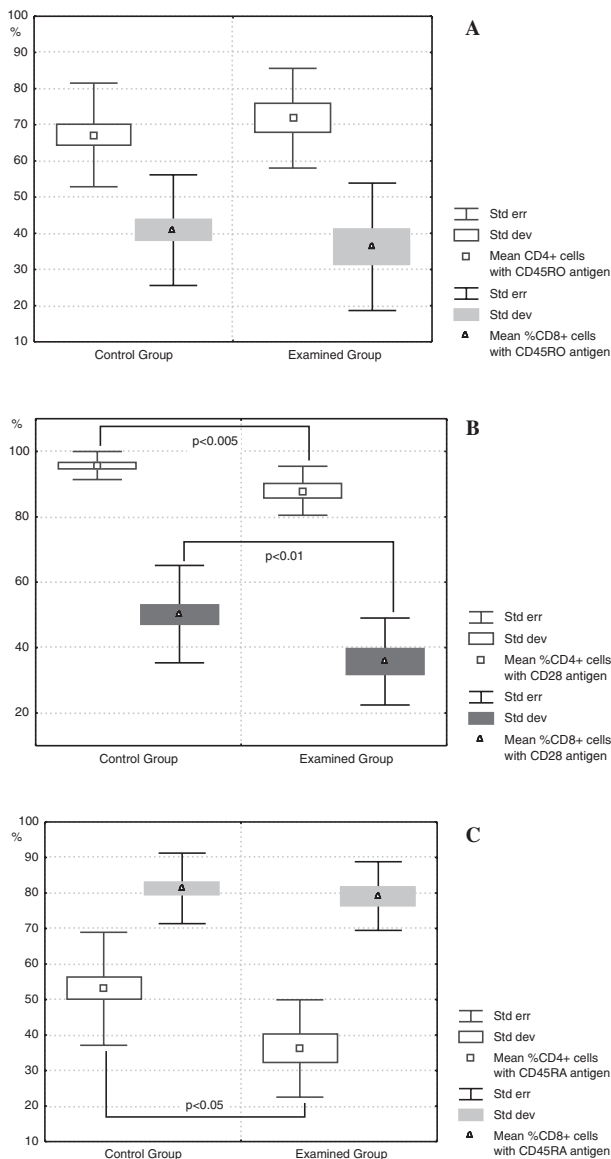 A
%
100
90
80
70
60
50
40
30
20
10
Control Group
Examined Group
Std err
Std dev
Mean CD4+ cells
with CD45RO antigen
Std err
Std dev
Mean %CD8+ cells
with CD45RO antigen
B
%
100
80
60
40
20
p<0.005
p<0.01
Control Group
Examined Group
Std err
Std dev
Mean %CD4+ cells
with CD28 antigen
Std err
Std dev
Mean %CD8+ cells
with CD28 antigen
C
100
%
90
80
70
60
50
40
30
20
10
p<0.05
Control Group
Examined Group
Std err
Std dev
Mean %CD4+ cells
with CD45RA antigen
Std err
Std dev
Mean %CD8+ cells
with CD45RA antigen